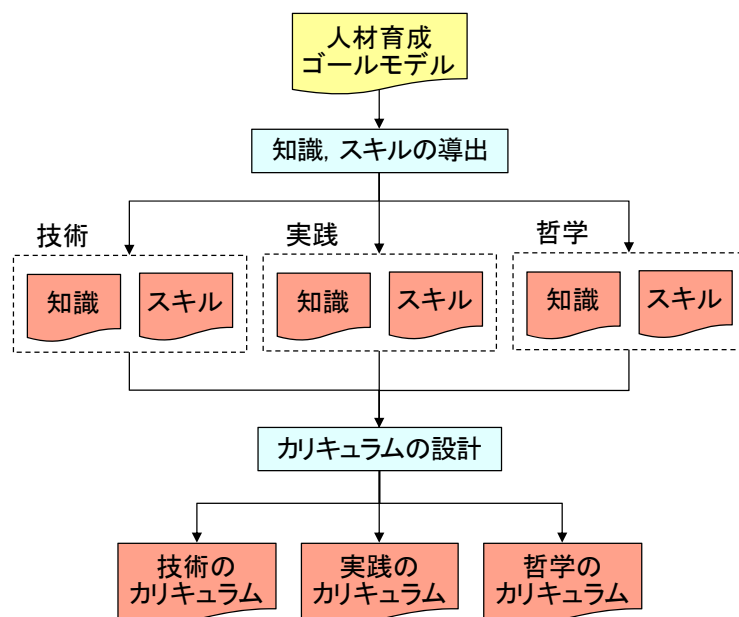 人材育成
ゴールモデル
知識, スキルの導出
技術
実践
哲学
知識
スキル
知識
スキル
知識
スキル
カリキュラムの設計
技術の
カリキュラム
実践の
カリキュラム
哲学の
カリキュラム